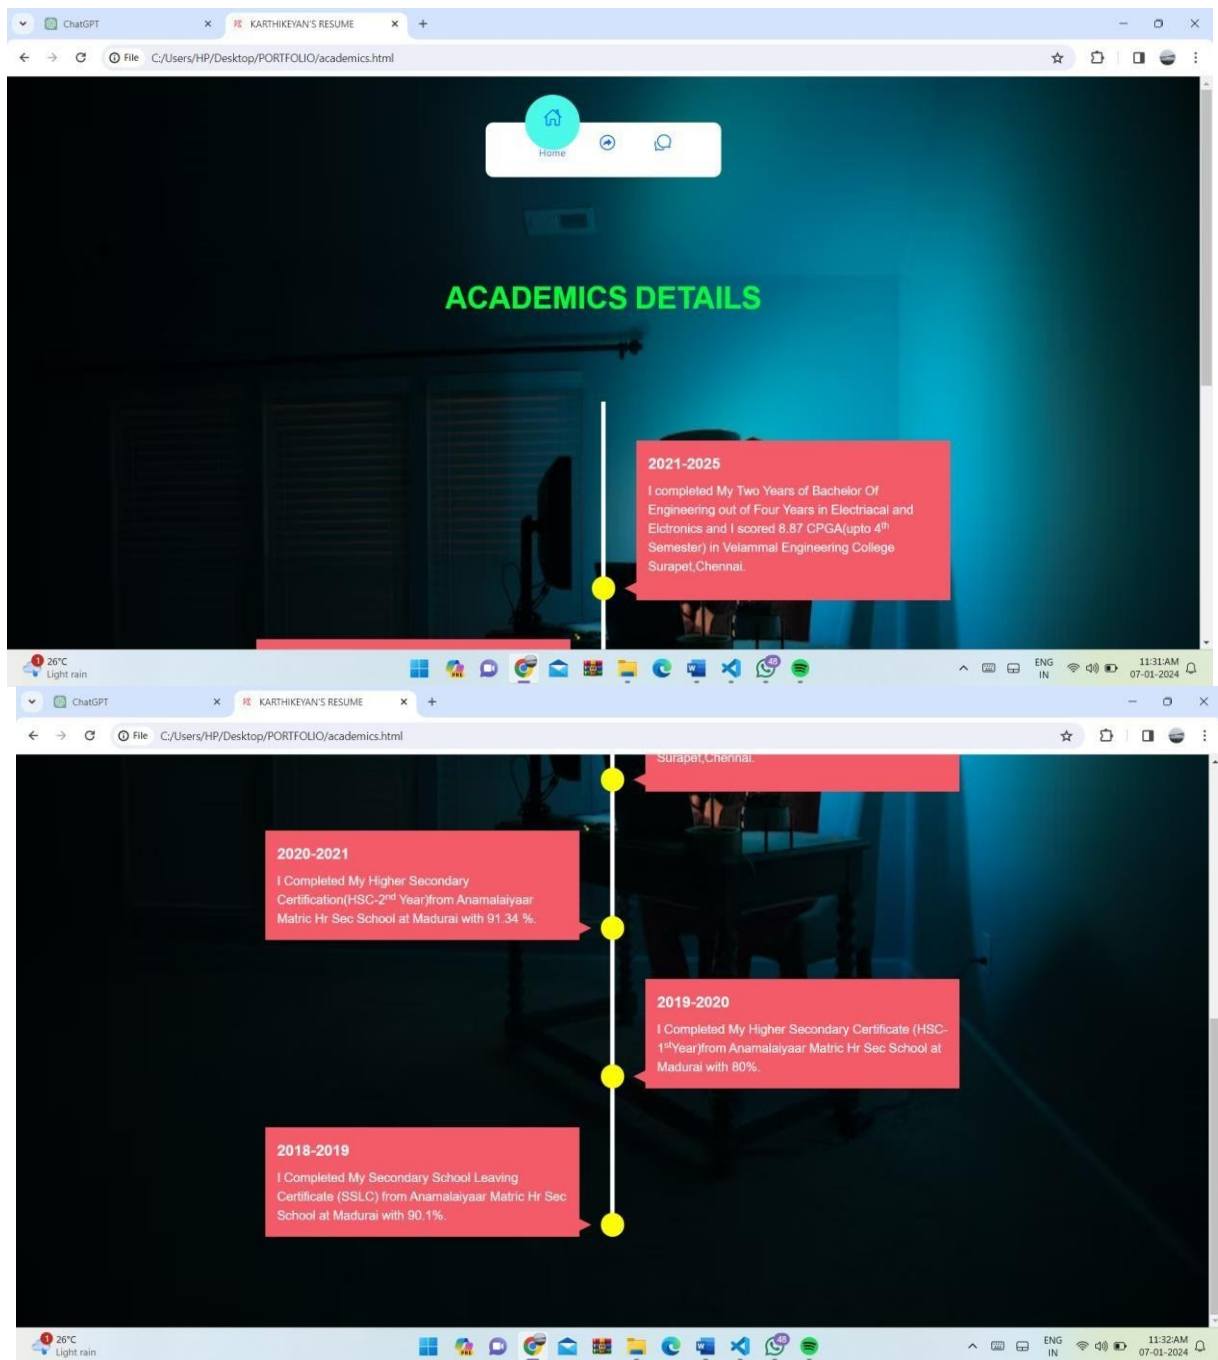 ChatGPT
KARTHIKEYAN'S RESUME
File C:/Users/HP/Desktop/PORTFOLIO/academics.html
Home
ACADEMICS DETAILS
2021-2025
I completed My Two Years of Bachelor Of
Engineering out of Four Years in Electriacal and
Elctronics and I scored 8.87 CPGA(upto 4th
Semester) in Velammal Engineering College
Surapet,Chennai.
1
26°C
Light rain
PRE
48
ENG
IN
11:31:AM
07-01-2024
ChatGPT
KARTHIKEYAN'S RESUME
File C:/Users/HP/Desktop/PORTFOLIO/academics.html
Surapet,Chennai.
2020-2021
I Completed My Higher Secondary
Certification(HSC-2nd Year)from Anamalaiyaar
Matric Hr Sec School at Madurai with 91.34 %.
2019-2020
I Completed My Higher Secondary Certificate (HSC-
1stYear)from Anamalaiyaar Matric Hr Sec School at
Madurai with 80%.
2018-2019
I Completed My Secondary School Leaving
Certificate (SSLC) from Anamalaiyaar Matric Hr Sec
School at Madurai with 90.1%.
1
26°C
Light rain
PRE
48
ENG
IN
11:32:AM
07-01-2024